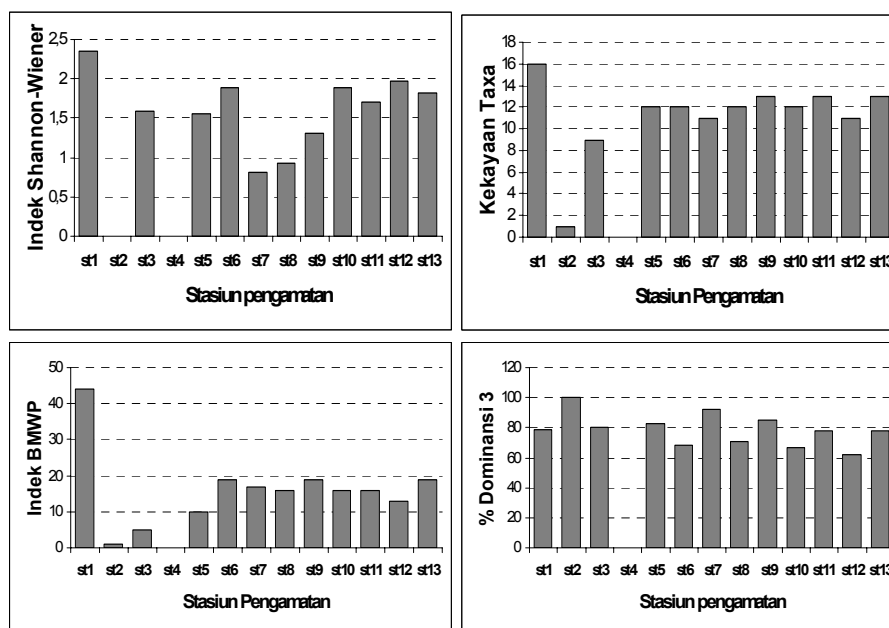 Indek Shannon-Wiener
2,5
2
1,5
1
0,5
0
st1 st2 st3 st4 st5 st6 st7 st8 st9 st10 st11 st12 st13
Stasiun pengamatan
Kekayaan Taxa
18
16
14
12
10
8
6
4
2
0
st1 st2 st3 st4 st5 st6 st7 st8 st9 st10 st11 st12 st13
Stasiun Pengamatan
Indek BMWP
50
40
30
20
10
0
st1 st2 st3 st4 st5 st6 st7 st8 st9 st10 st11 st12 st13
Stasiun Pengamatan
% Dominansi 3
120
100
80
60
40
20
0
st1 st2 st3 st4 st5 st6 st7 st8 st9 st10 st11 st12 st13
Stasiun pengamatan